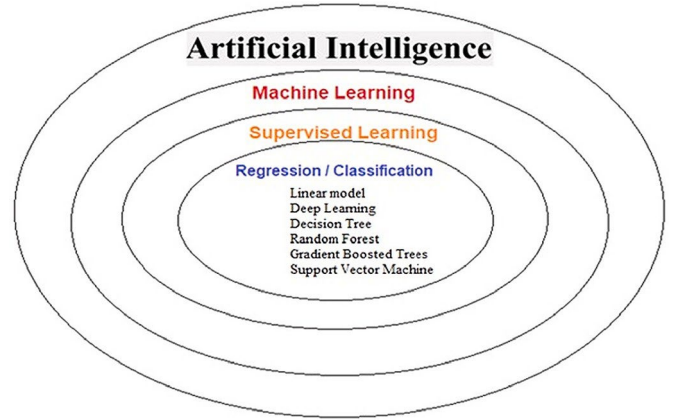 Artificial Intelligence
Machine Learning
Supervised Learning
Regression / Classification
Linear model
Deep Learning
Decision Tree
Random Forest
Gradient Boosted Trees
Support Vector Machine